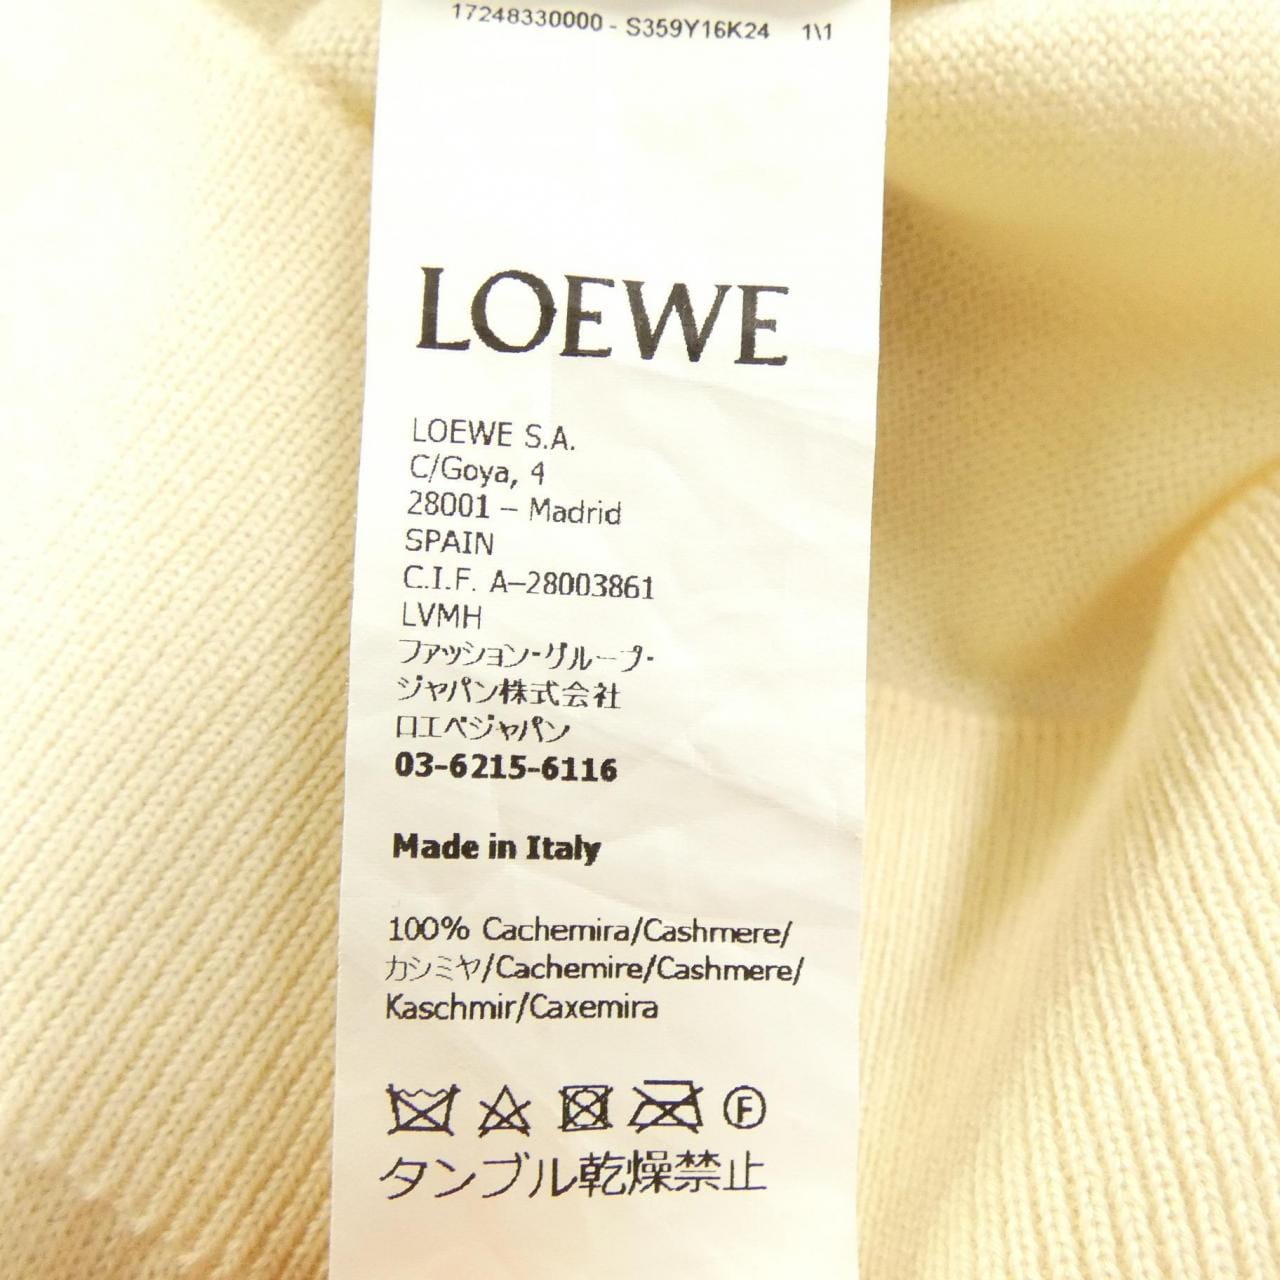 17248330000 - S359Y16K24 1\1
LOEWE
LOEWE S.A.
C/Goya, 4
28001 – Madrid
SPAIN
C.I.F. A–28003861
LVMH
ファッション・グループ・
ジャパン株式会社
ロエベジャパン
03-6215-6116
Made in Italy
100% Cachemira/Cashmere/
カシミヤ/Cachemire/Cashmere/
Kaschmir/Caxemira
F
タンブル乾燥禁止